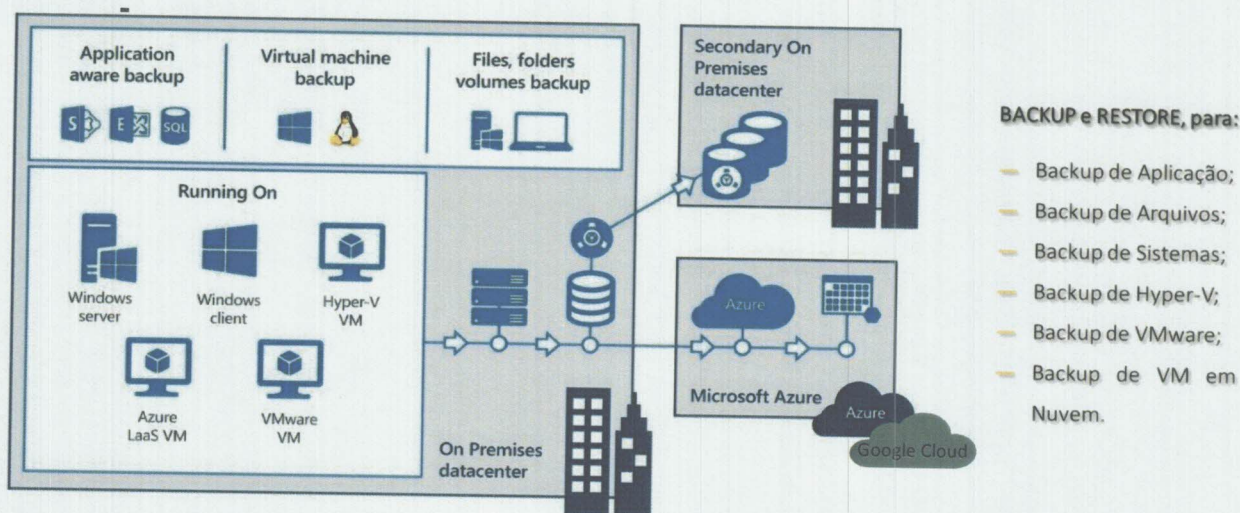 Application
aware backup
Virtual machine
backup
Files, folders
volumes backup
S
E
SQL
Running On
Windows
server
Windows
client
Hyper-V
VM
Azure
LaaS VM
VMware
VM
On Premises
datacenter
Secondary On
Premises
datacenter
Azure
Microsoft Azure
Azure
Google Cloud
BACKUP e RESTORE, para:
– Backup de Aplicação;
– Backup de Arquivos;
– Backup de Sistemas;
– Backup de Hyper-V;
– Backup de VMware;
– Backup de VM em
Nuvem.